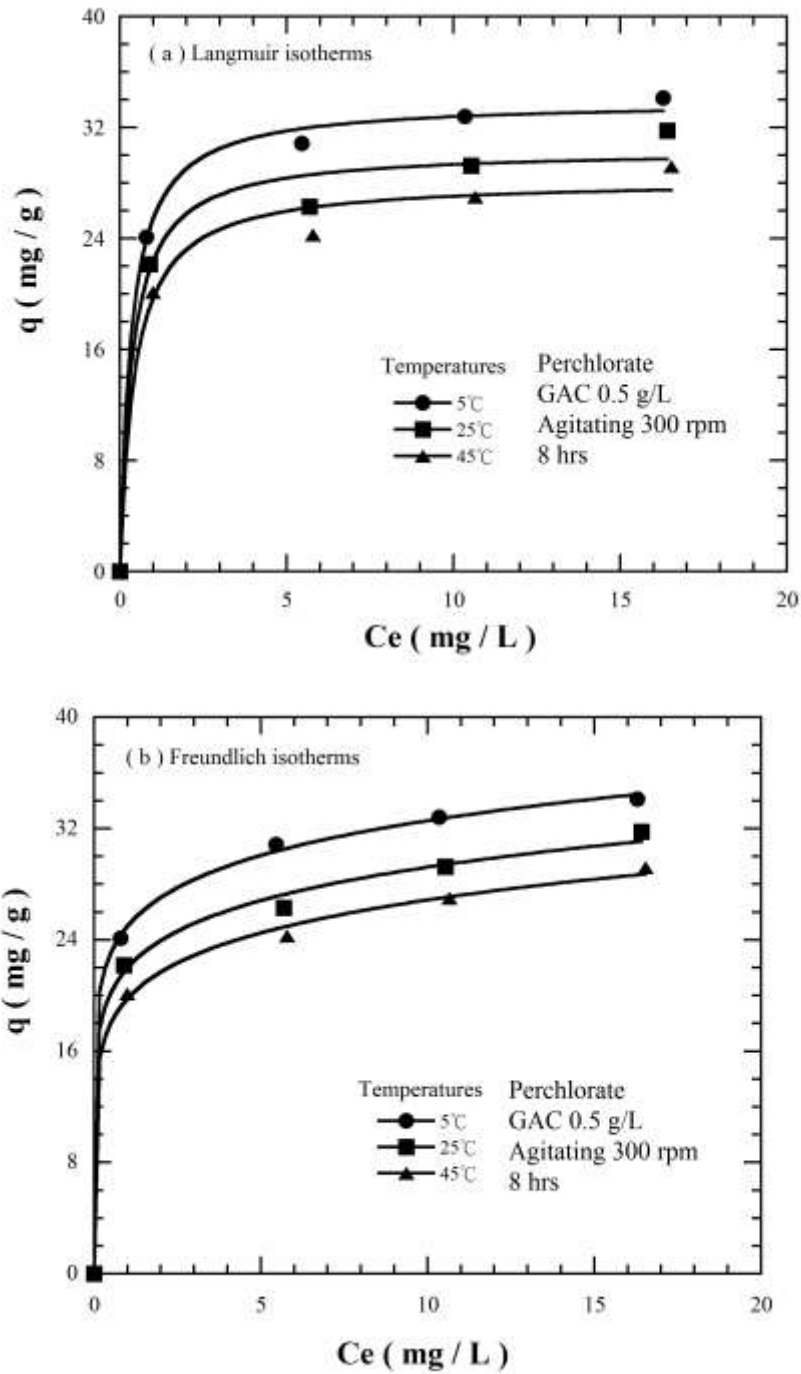 40
( a ) Langmuir isotherms
32
24
q ( mg / g )
16
Temperatures
5℃
25℃
45℃
Perchlorate
GAC 0.5 g/L
Agitating 300 rpm
8 hrs
8
0
0 5 10 15 20
Ce ( mg / L )
40
( b ) Freundlich isotherms
32
24
q ( mg / g )
16
Temperatures
5℃
25℃
45℃
Perchlorate
GAC 0.5 g/L
Agitating 300 rpm
8 hrs
8
0
0 5 10 15 20
Ce ( mg / L )